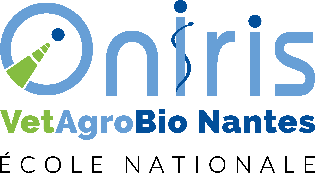 Oniris
VetAgroBio Nantes
ÉCOLE NATIONALE